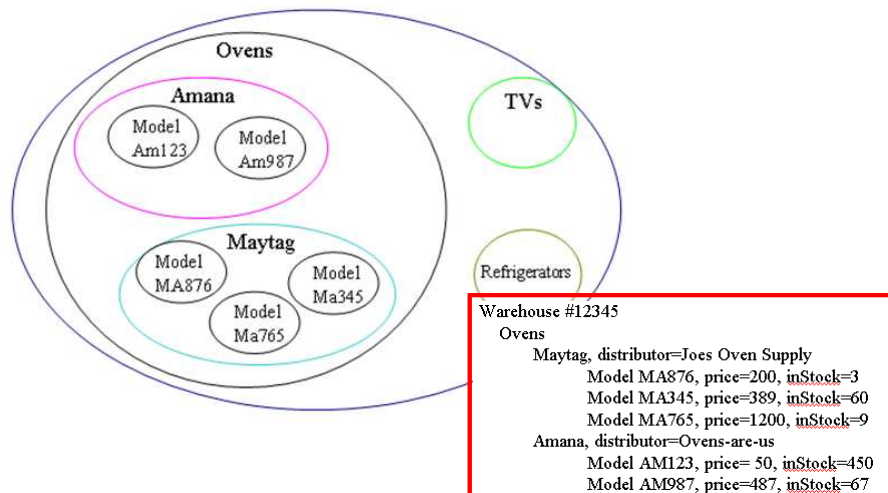 Ovens
Amana
Model
Am123
Model
Am987
TVs
Maytag
Model
MA876
Model
Ma345
Model
Ma765
Refrigerators
Warehouse #12345
Ovens
Maytag, distributor=Joes Oven Supply
Model MA876, price=200, inStock=3
Model MA345, price=389, inStock=60
Model MA765, price=1200, inStock=9
Amana, distributor=Ovens-are-us
Model AM123, price= 50, inStock=450
Model AM987, price=487, inStock=67